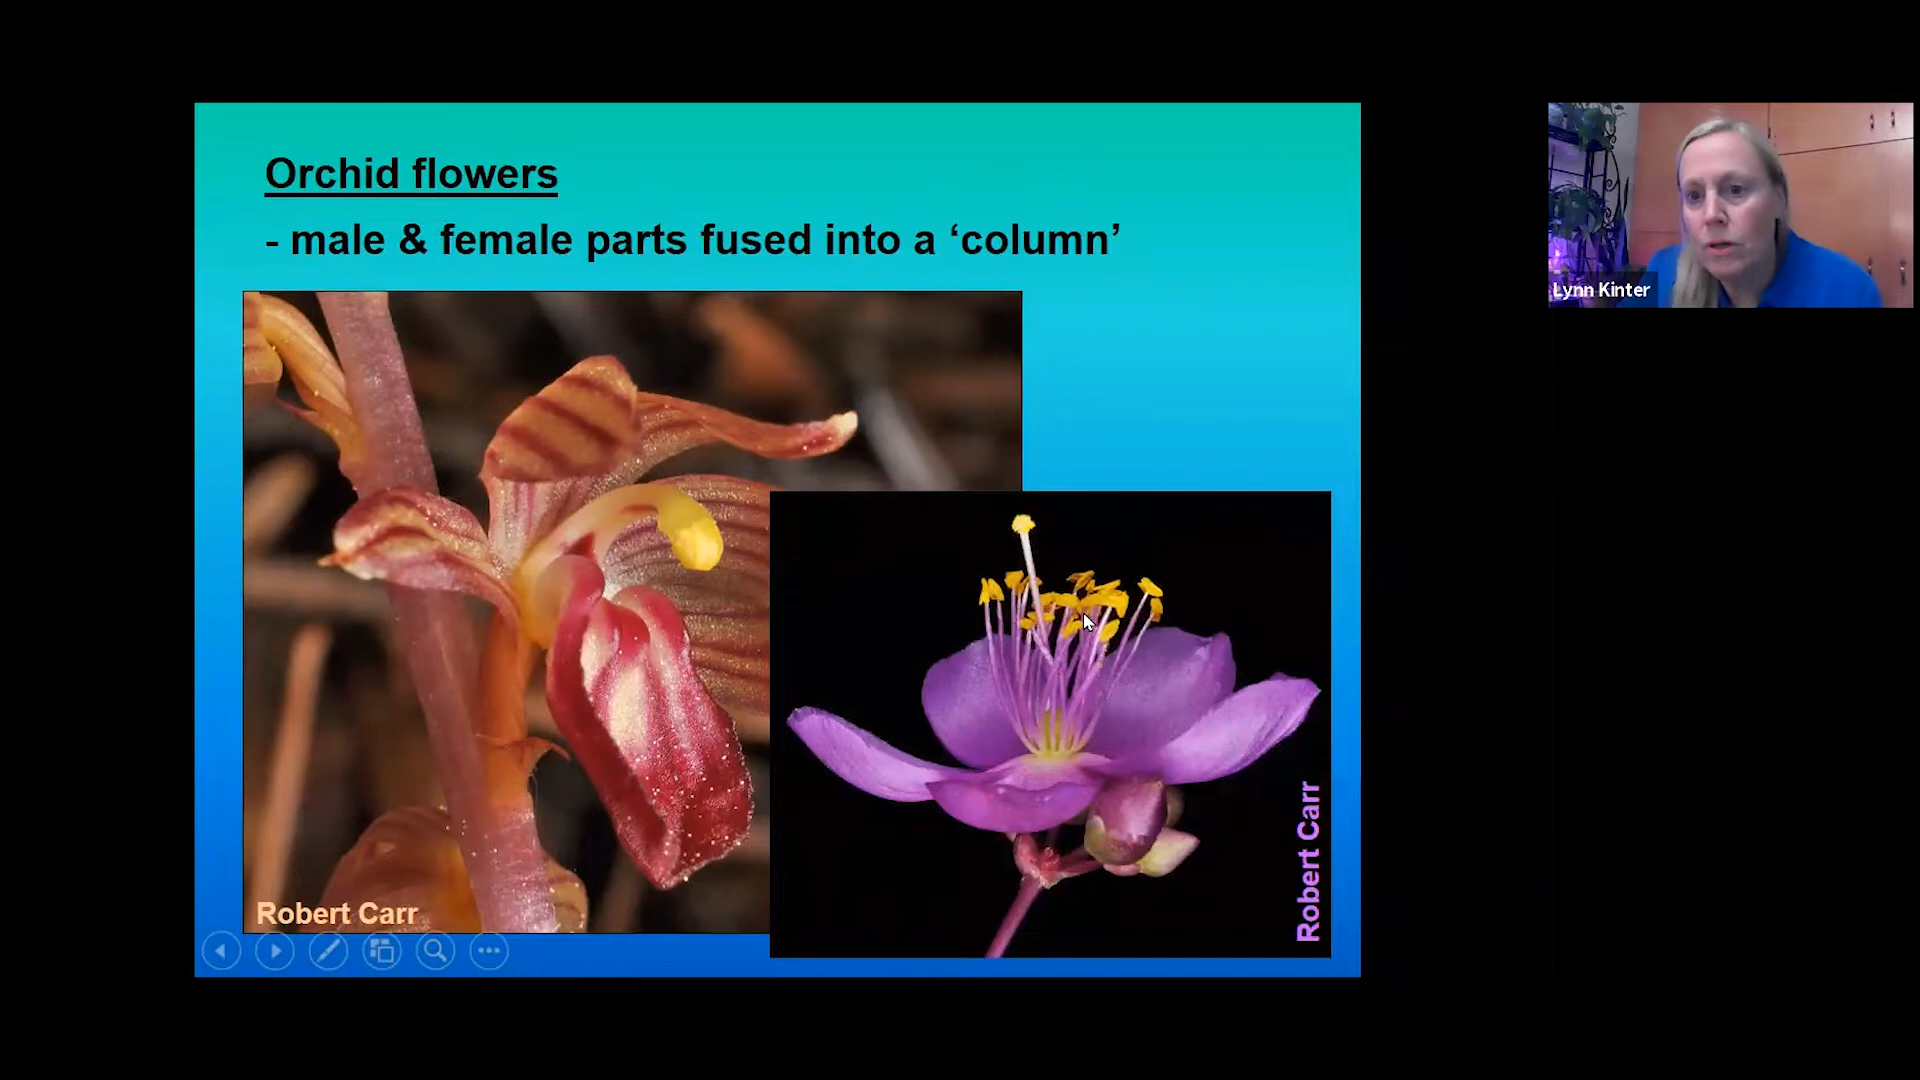 Orchid flowers
- male & female parts fused into a ‘column’
Lynn Kinter
Robert Carr
Robert Carr